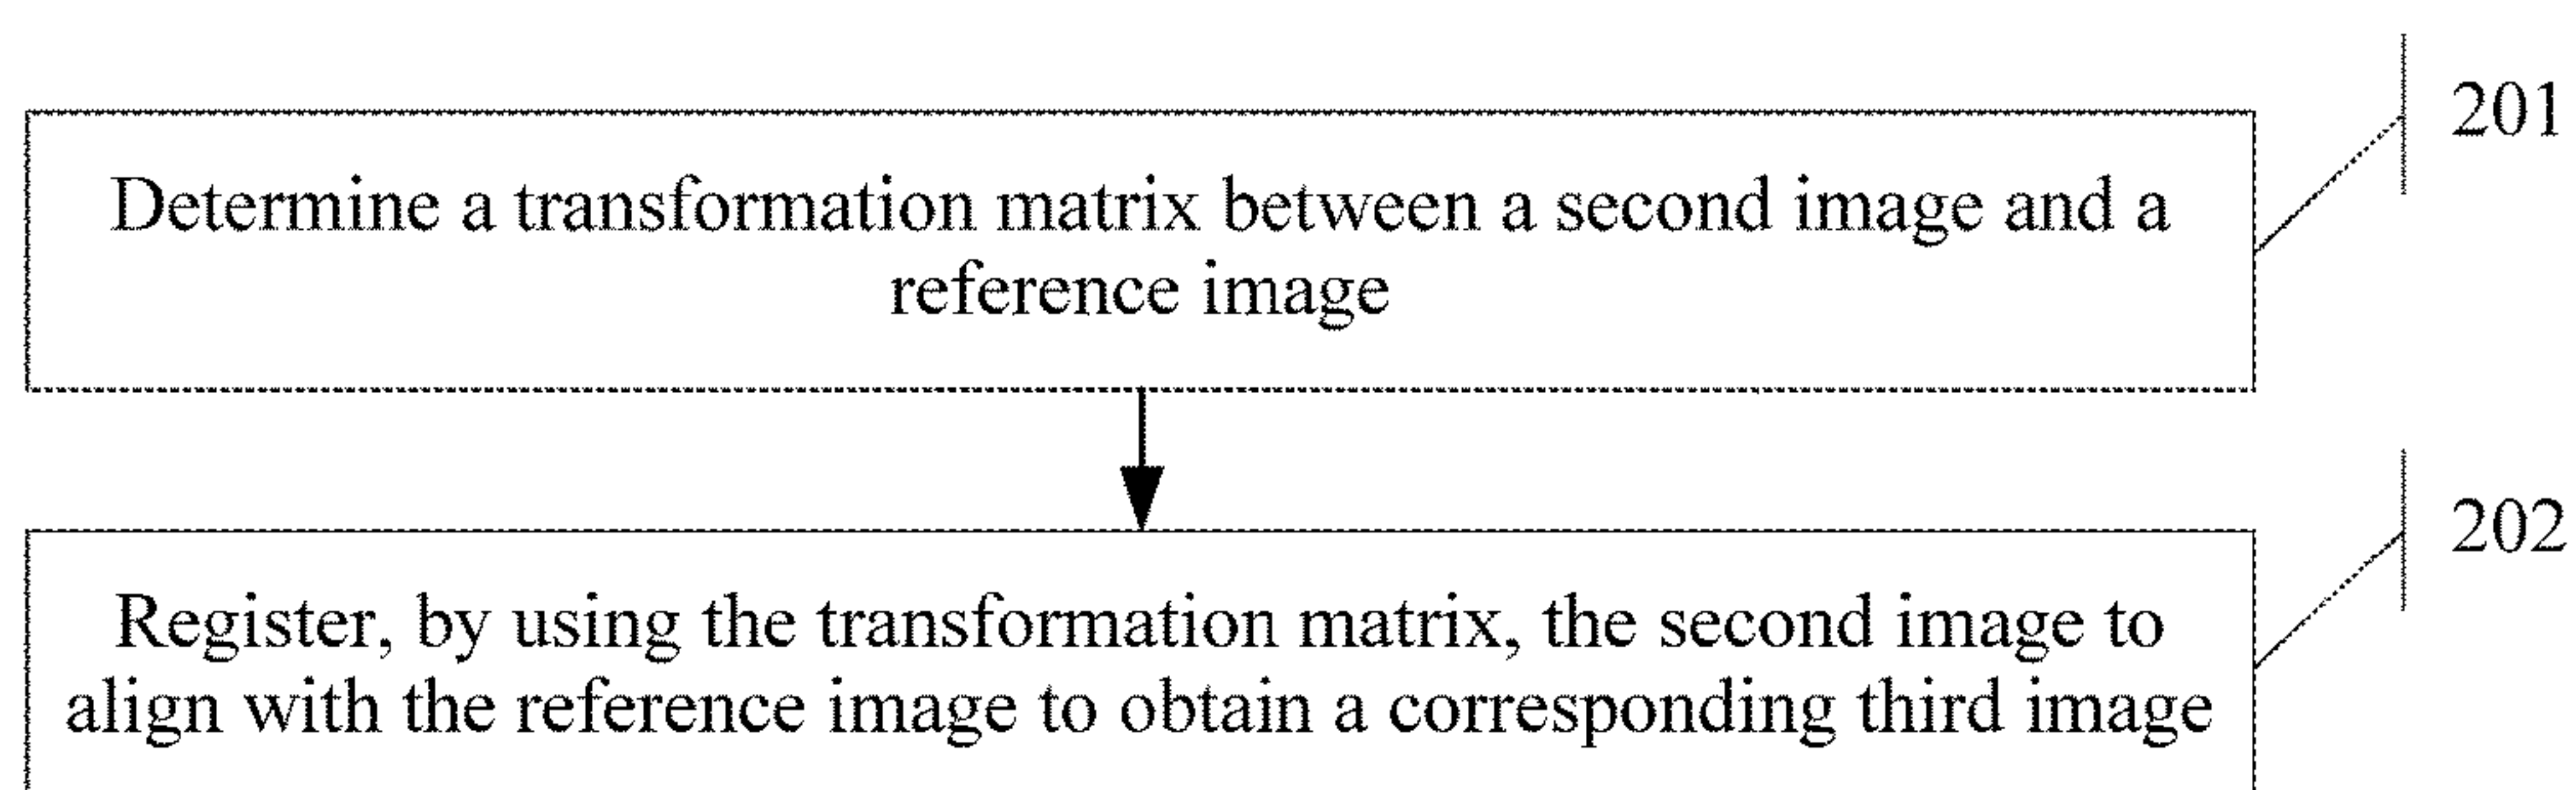 201
Determine a transformation matrix between a second image and a
reference image
202
Register, by using the transformation matrix, the second image to
align with the reference image to obtain a corresponding third image